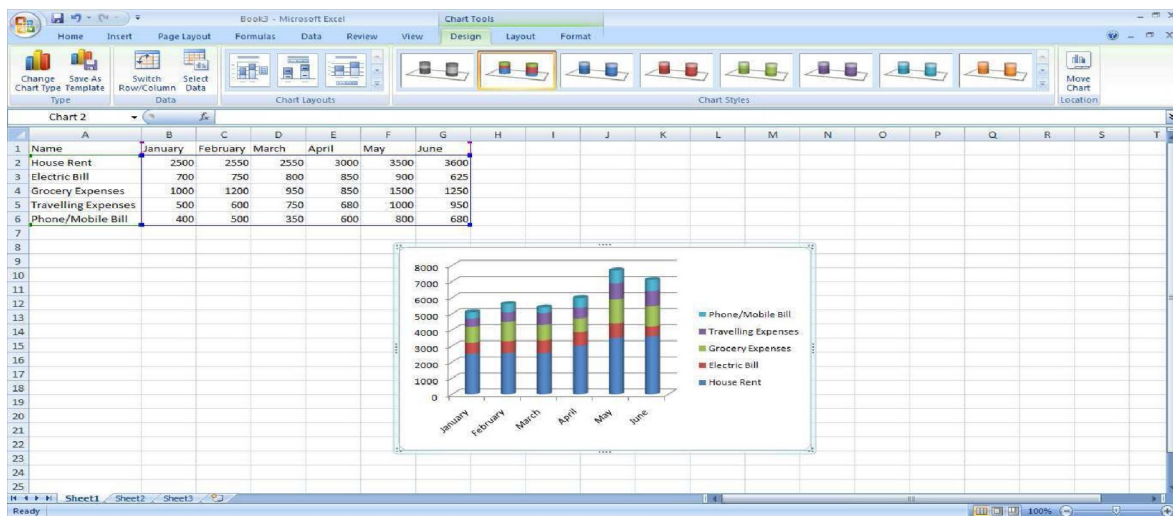 Book3 - Microsoft Excel Chart Tools
Home Insert Page Layout Formulas Data Review View Design Layout Format
Change Chart Type Save As Template Switch Row/Column Select Data Move Chart
Type Data Chart Layouts Chart Styles Location
Chart 2 fx
A B C D E F G H I J K L M N O P Q R S T
1 Name January February March April May June
2 House Rent 2500 2550 2550 3000 3500 3600
3 Electric Bill 700 750 800 850 900 625
4 Grocery Expenses 1000 1200 950 850 1500 1250
5 Travelling Expenses 500 600 750 680 1000 950
6 Phone/Mobile Bill 400 500 350 600 800 680
7
8
9
10
11
12
13
14
15
16
17
18
19
20
21
22
23
24
25
8000
7000
6000
5000
4000
3000
2000
1000
0
January February March April May June
Phone/Mobile Bill
Travelling Expenses
Grocery Expenses
Electric Bill
House Rent
Sheet1 Sheet2 Sheet3
Ready 100%